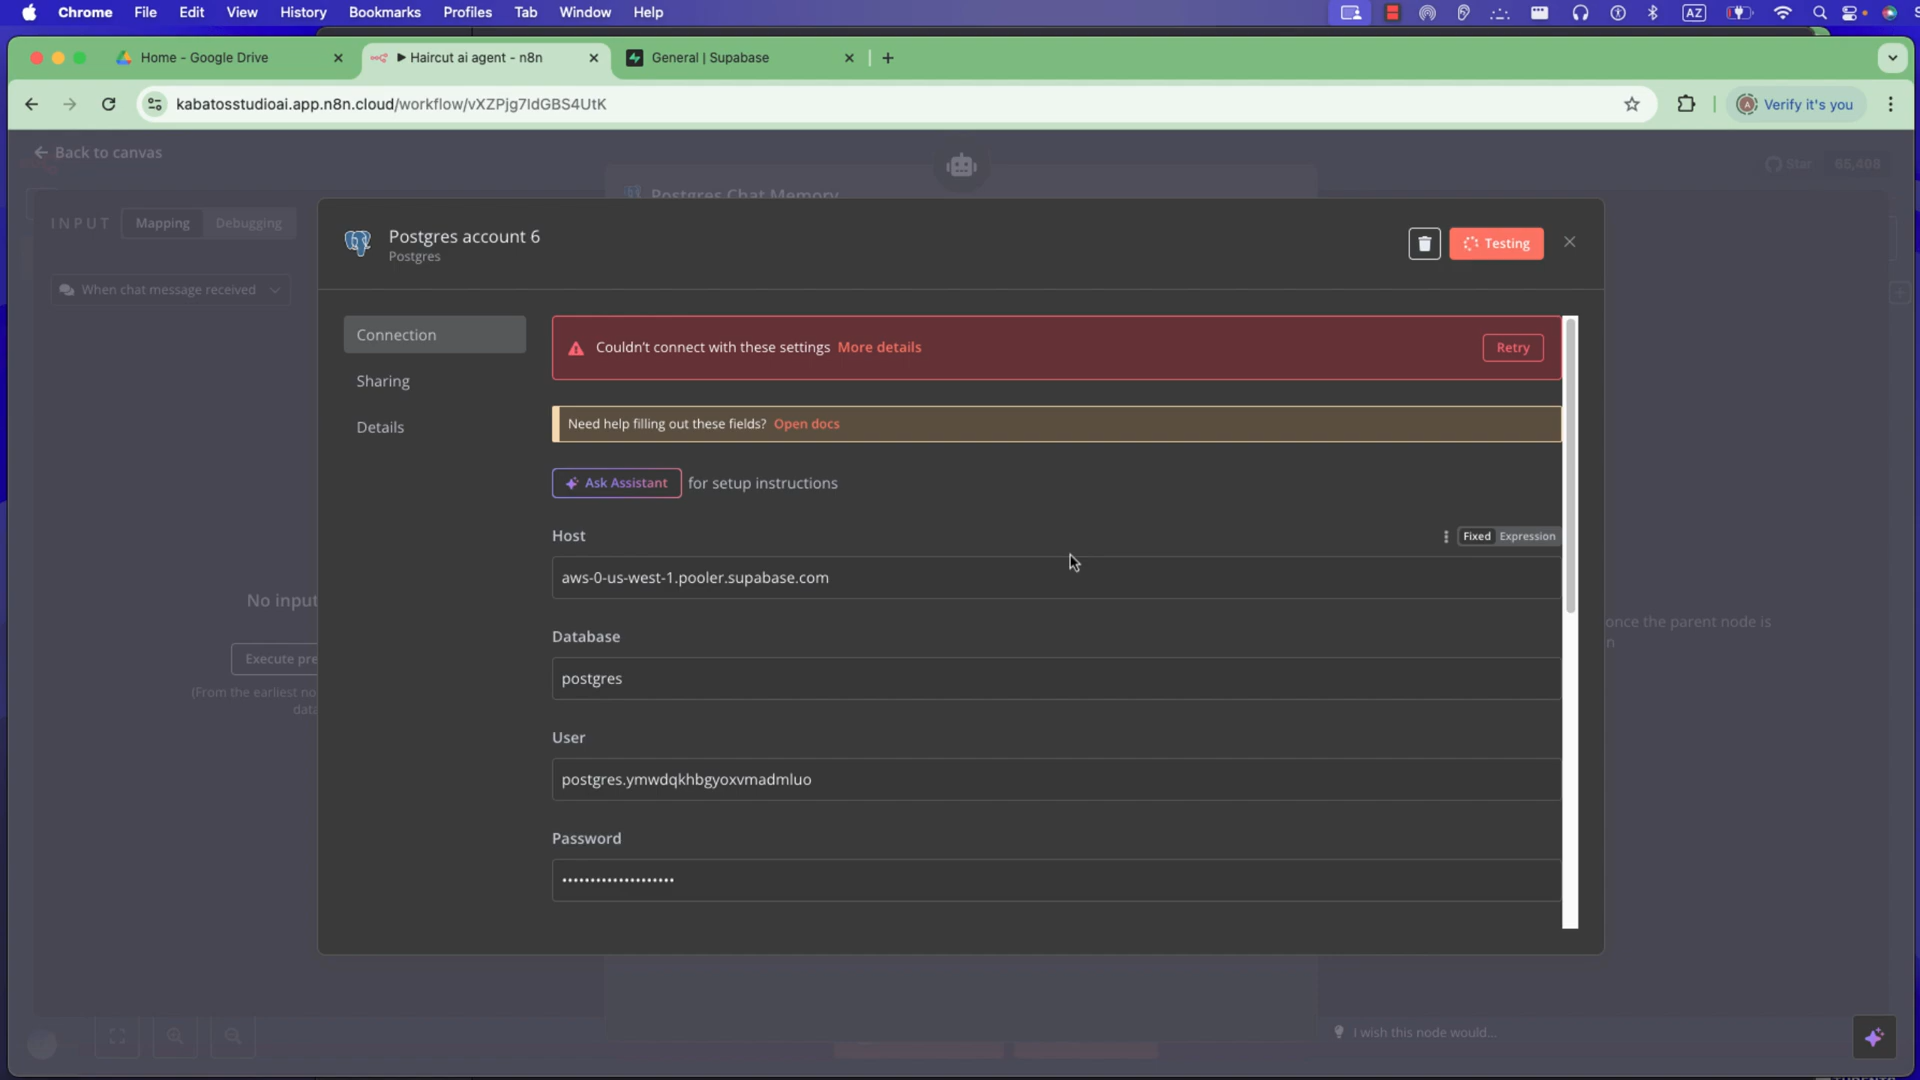 Chrome File Edit View History Bookmarks Profiles Tab Window Help AZ
Home - Google Drive Haircut ai agent - n8n General | Supabase
kabatosstudioai.app.n8n.cloud/workflow/vXZPjg7IdGBS4UtK Verify it's you
Back to canvas
Star 65,406
Postgres Chat Memory
INPUT Mapping Debugging
When chat message received
Postgres account 6
Postgres
Testing
Connection
Sharing
Details
Couldn't connect with these settings More details
Retry
Need help filling out these fields? Open docs
Ask Assistant for setup instructions
Host
Fixed Expression
aws-0-us-west-1.pooler.supabase.com
Database
postgres
User
postgres.ymwdqkhbgyoxvmadmluo
Password
••••••••••••••••••••
No input
Execute pre
(From the earliest no
data
once the parent node is
n
I wish this node would...